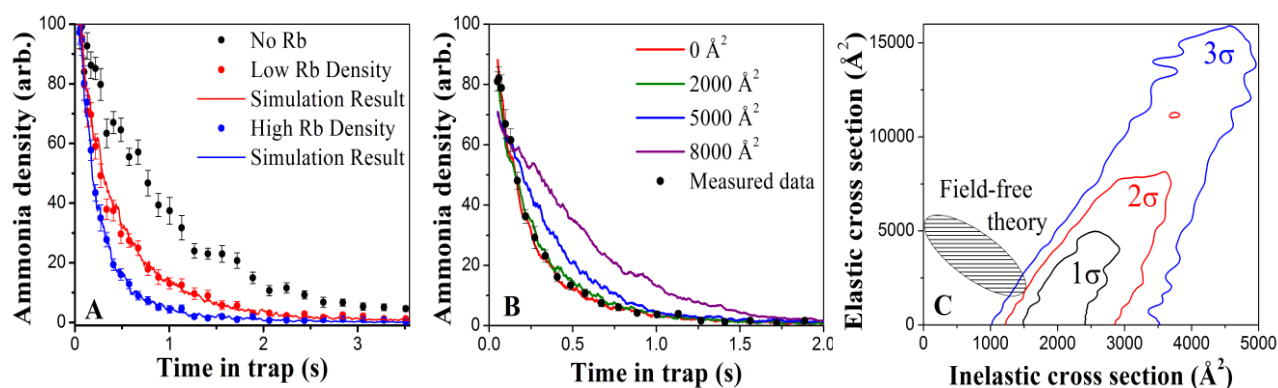 Ammonia density (arb.)
100
80
60
40
20
0
No Rb
Low Rb Density
Simulation Result
High Rb Density
Simulation Result
A
0 1 2 3
Time in trap (s)
Ammonia density (arb.)
100
80
60
40
20
0
0 Å²
2000 Å²
5000 Å²
8000 Å²
Measured data
B
0.0 0.5 1.0 1.5 2.0
Time in trap (s)
Elastic cross section (Å²)
15000
10000
5000
0
3σ
2σ
1σ
Field-free
theory
C
0 1000 2000 3000 4000 5000
Inelastic cross section (Å²)